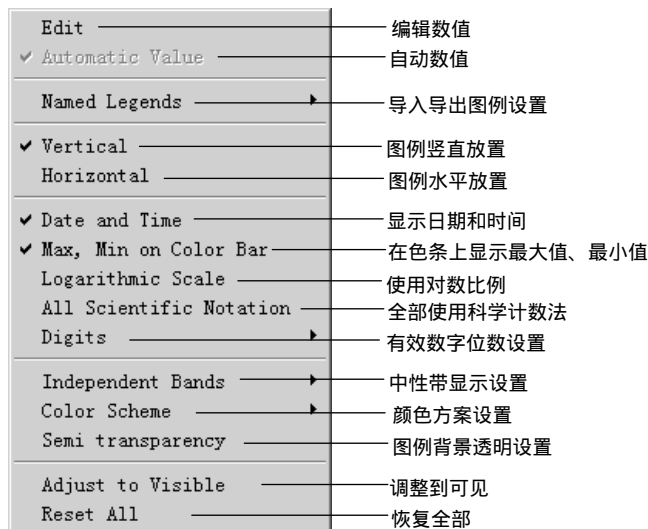 Edit 编辑数值
Automatic Value 自动数值
Named Legends 导入导出图例设置
Vertical 图例竖直放置
Horizontal 图例水平放置
Date and Time 显示日期和时间
Max, Min on Color Bar 在色条上显示最大值、最小值
Logarithmic Scale 使用对数比例
All Scientific Notation 全部使用科学计数法
Digits 有效数字位数设置
Independent Bands 中性带显示设置
Color Scheme 颜色方案设置
Semi transparency 图例背景透明设置
Adjust to Visible 调整到可见
Reset All 恢复全部